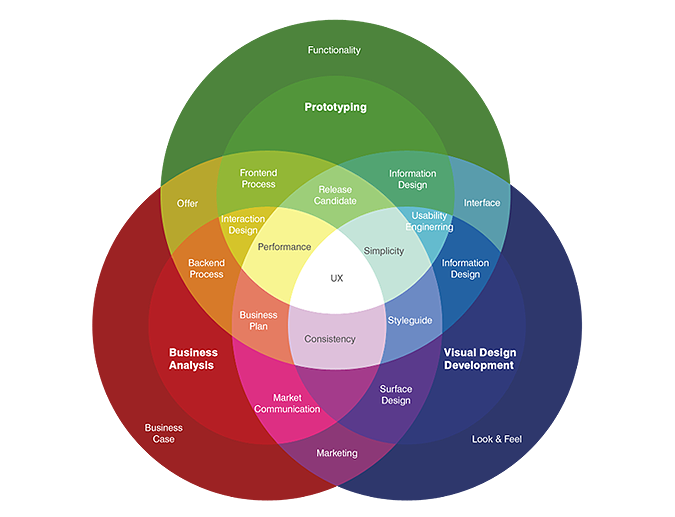 Functionality
Prototyping
Frontend
Process
Information
Design
Release
Candidate
Offer
Interface
Interaction
Design
Usability
Enginerring
Performance
Simplicity
Backend
Process
UX
Information
Design
Business
Plan
Styleguide
Consistency
Business
Analysis
Visual Design
Development
Market
Communication
Surface
Design
Business
Case
Look & Feel
Marketing